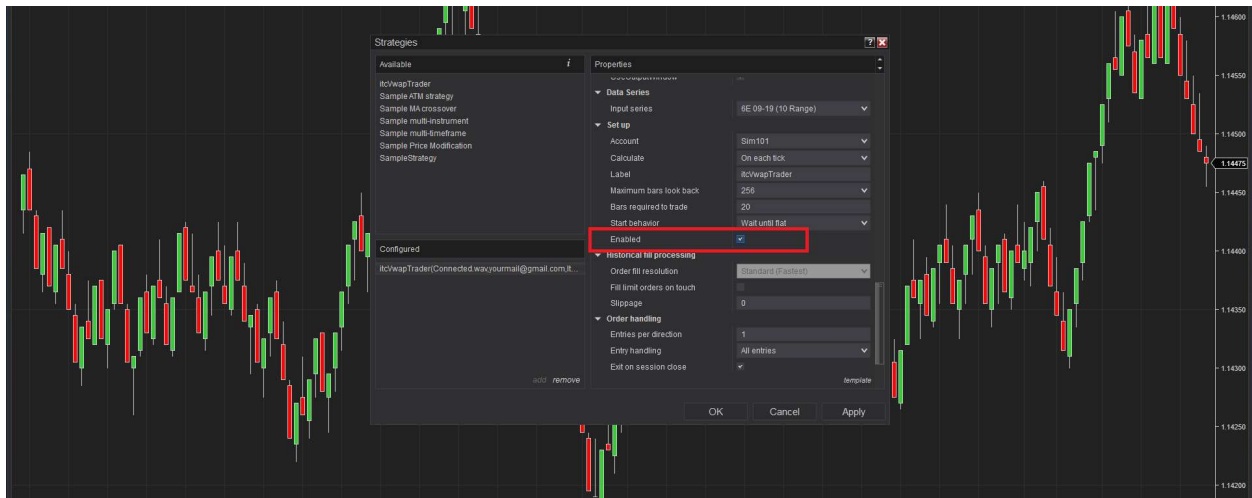 Strategies
? X
Available i
itcVwapTrader
Sample ATM strategy
Sample MA crossover
Sample multi-instrument
Sample multi-timeframe
Sample Price Modification
SampleStrategy
Configured
itcVwapTrader(Connected.wav,yourmail@gmail.com,It...
add remove
Properties
Data Series
Input series 6E 09-19 (10 Range)
Set up
Account Sim101
Calculate On each tick
Label itcVwapTrader
Maximum bars look back 256
Bars required to trade 20
Start behavior Wait until flat
Enabled
Historical fill processing
Order fill resolution Standard (Fastest)
Fill limit orders on touch
Slippage 0
Order handling
Entries per direction 1
Entry handling All entries
Exit on session close
template
OK Cancel Apply
1.14600
1.14550
1.14500
1.14475
1.14450
1.14400
1.14350
1.14300
1.14250
1.14200